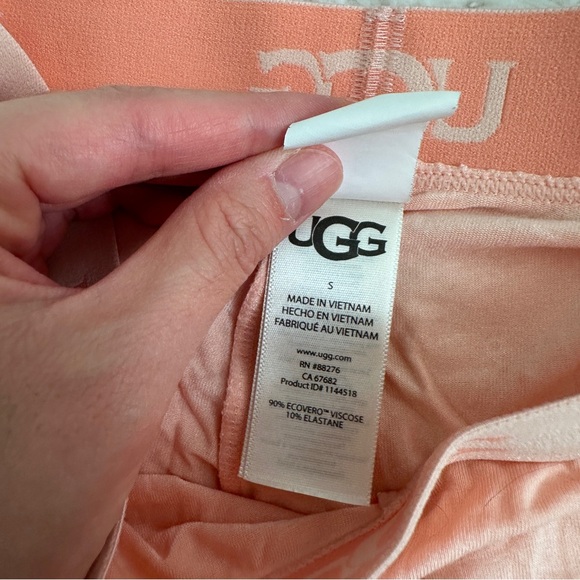 UGG
UGG
S
MADE IN VIETNAM
HECHO EN VIETNAM
FABRIQUÉ AU VIETNAM
www.ugg.com
RN #88276
CA 67682
Product ID# 1144518
90% ECOVERO™ VISCOSE
10% ELASTANE